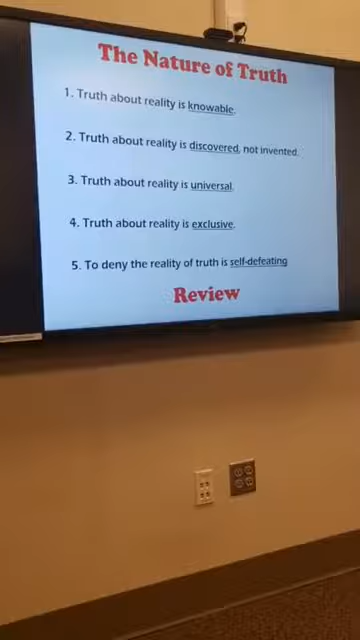 The Nature of Truth
1. Truth about reality is knowable.
2. Truth about reality is discovered, not invented.
3. Truth about reality is universal.
4. Truth about reality is exclusive.
5. To deny the reality of truth is self-defeating
Review